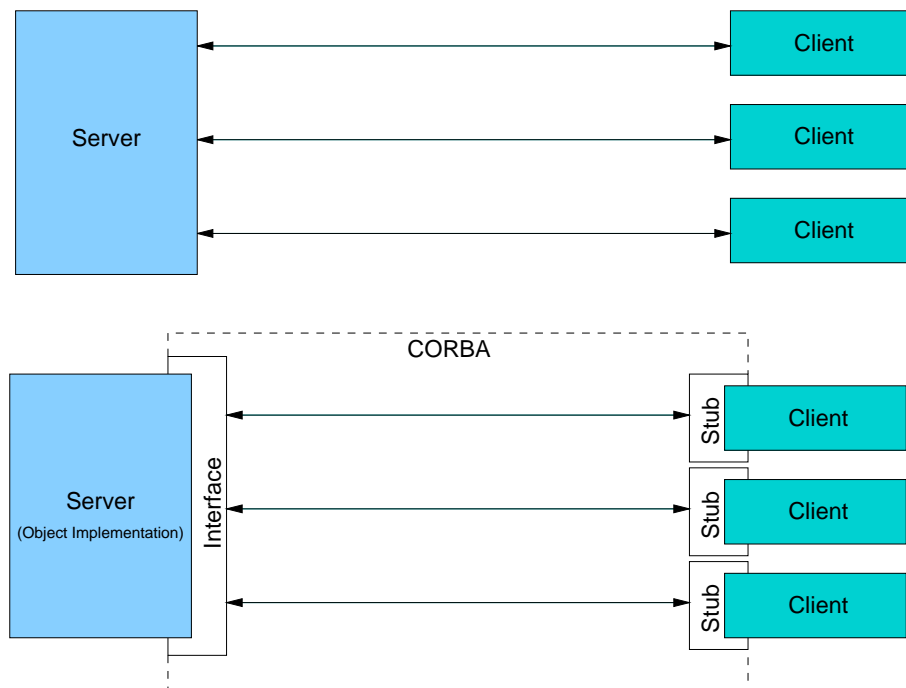 Server
Client
Client
Client
CORBA
Server
(Object Implementation)
Interface
Stub
Client
Stub
Client
Stub
Client